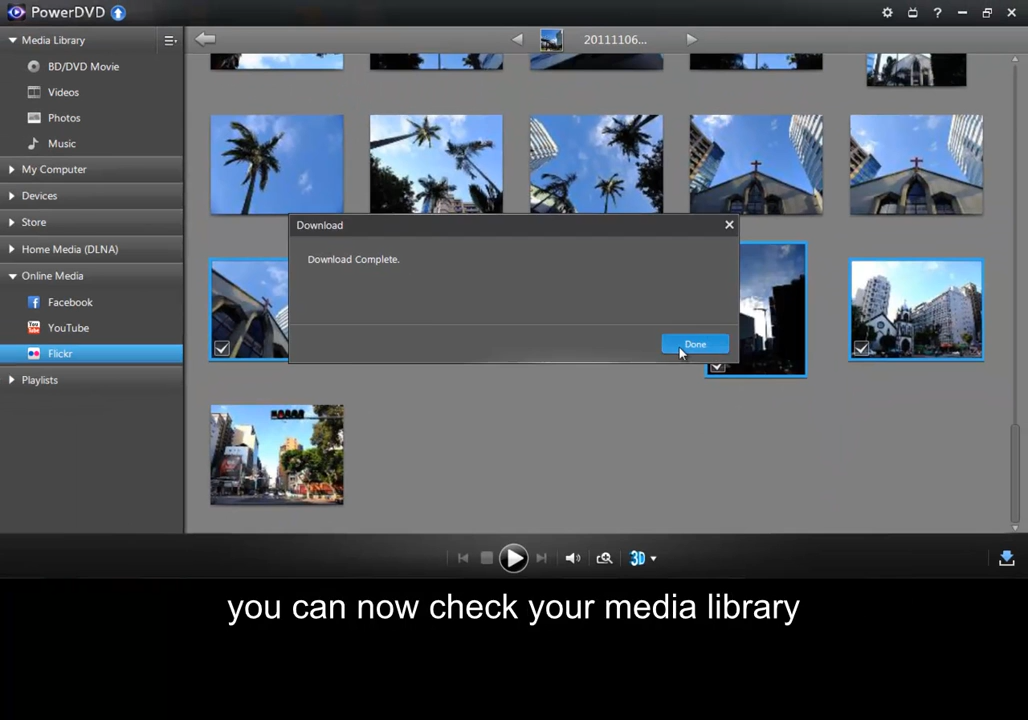 PowerDVD
Media Library
BD/DVD Movie
Videos
Photos
Music
My Computer
Devices
Store
Home Media (DLNA)
Online Media
Facebook
YouTube
Flickr
Playlists
20111106...
Download
Download Complete.
Done
3D
you can now check your media library